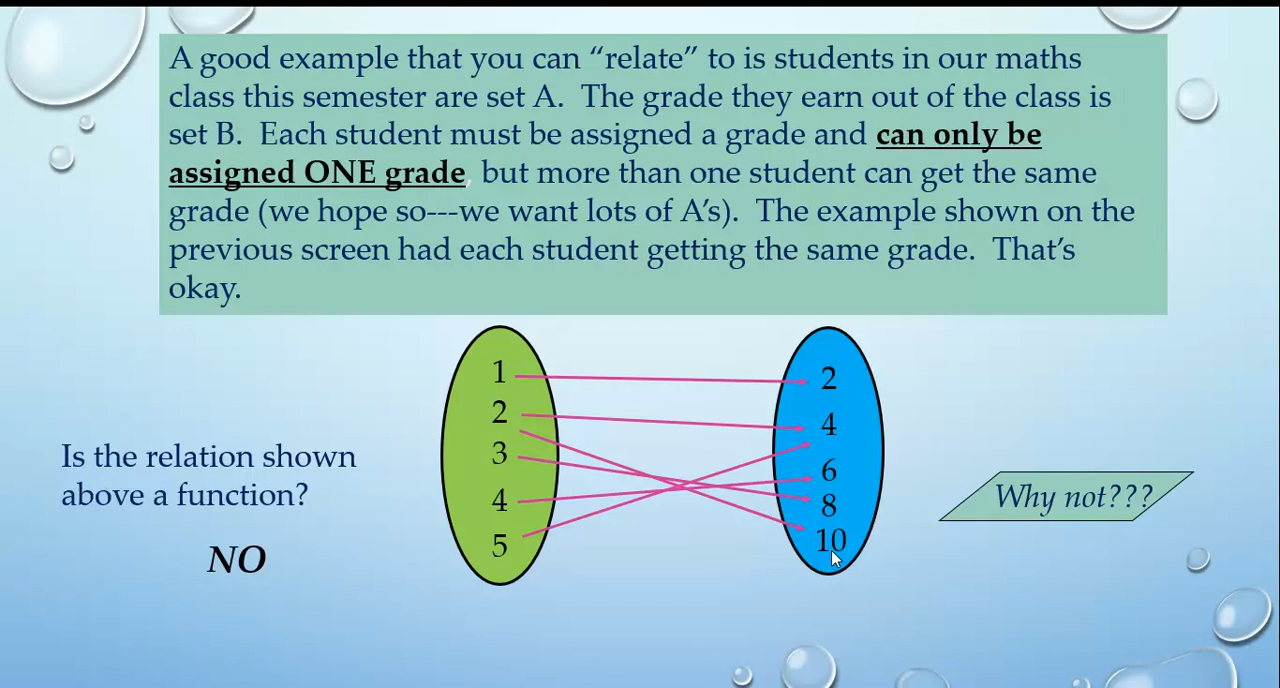 A good example that you can “relate” to is students in our maths
class this semester are set A.  The grade they earn out of the class is
set B.  Each student must be assigned a grade and can only be
assigned ONE grade, but more than one student can get the same
grade (we hope so---we want lots of A’s).  The example shown on the
previous screen had each student getting the same grade.  That’s
okay.
1
2
3
4
5
2
4
6
8
10
Is the relation shown
above a function?
NO
Why not???